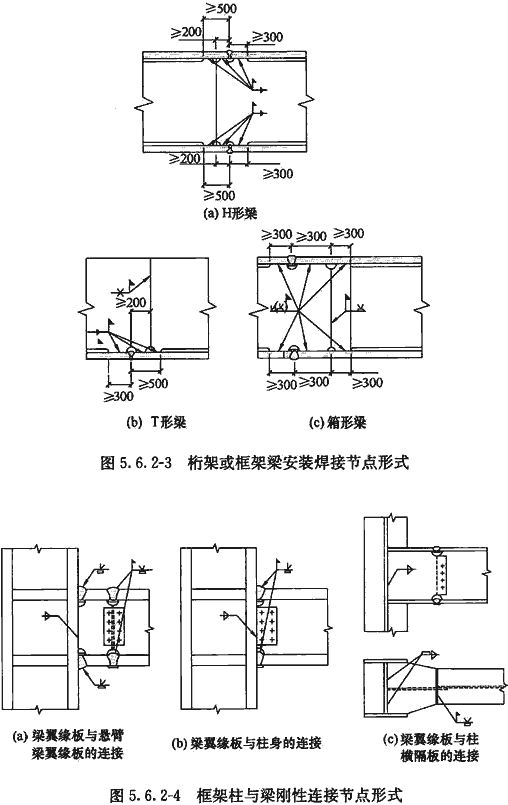 ≥500
≥200
≥300
≥200
≥300
≥500
(a) H形梁
≥200
≥300
≥500
(b) T形梁
≥300
≥300
≥300
≥300
≥300
≥300
(c) 箱形梁
图 5.6.2-3 桁架或框架梁安装焊接节点形式
(a) 梁翼缘板与悬臂
梁翼缘板的连接
(b) 梁翼缘板与柱身的连接
(c) 梁翼缘板与柱
横隔板的连接
图 5.6.2-4 框架柱与梁刚性连接节点形式